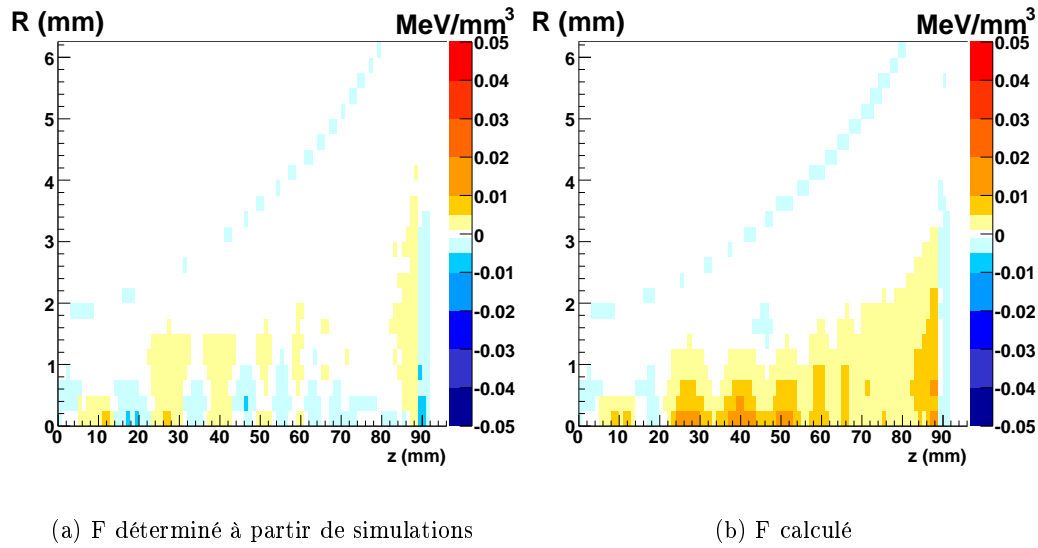 R (mm) MeV/mm³ R (mm) MeV/mm³
6 0.05 6 0.05
5 0.04 5 0.04
0.03 0.03
4 0.02 4 0.02
0.01 0.01
3 0 3 0
-0.01 -0.01
2 -0.02 2 -0.02
-0.03 -0.03
1 -0.04 1 -0.04
0 -0.05 0 -0.05
0 10 20 30 40 50 60 70 80 90 0 10 20 30 40 50 60 70 80 90
z (mm) z (mm)
(a) F déterminé à partir de simulations (b) F calculé